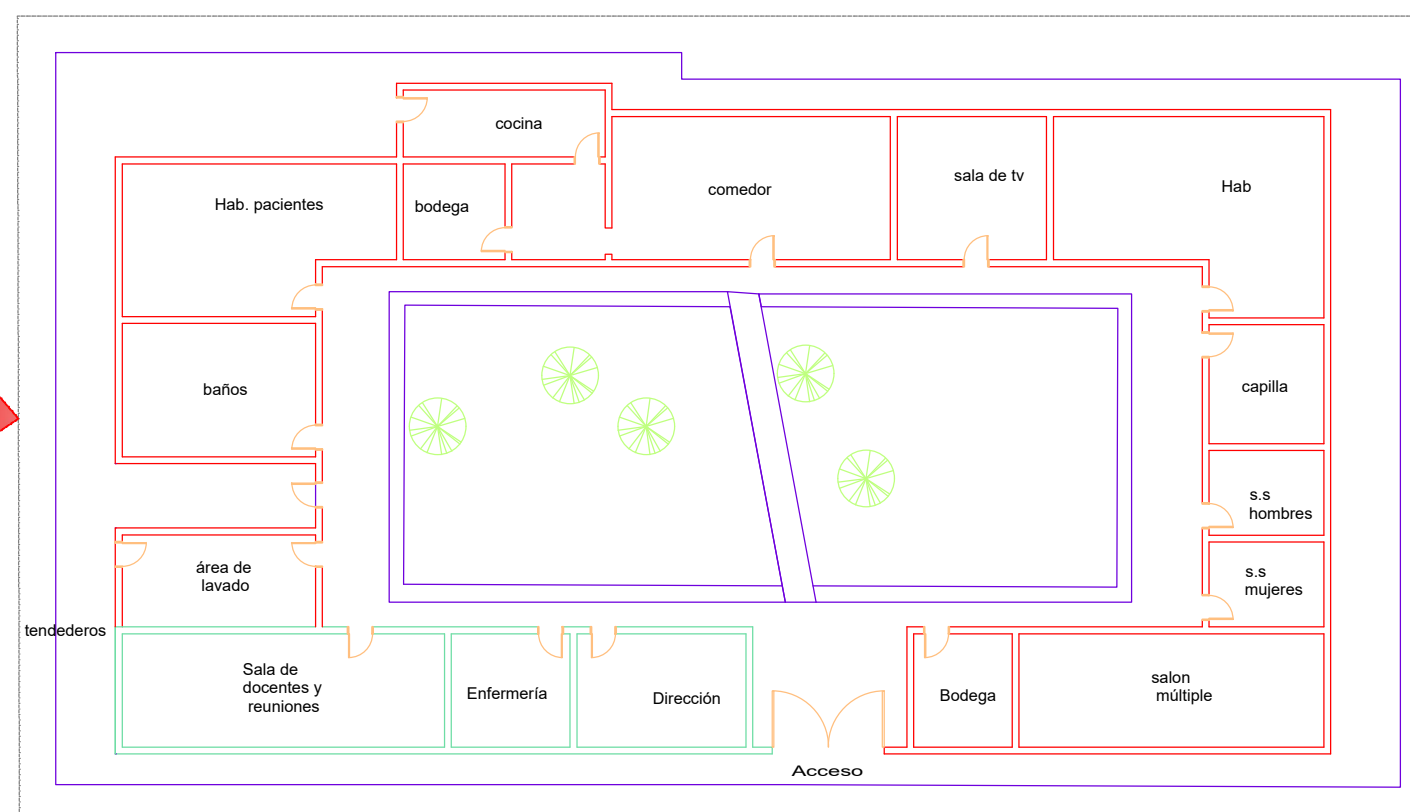 cocina
sala de tv
Hab
comedor
Hab. pacientes
bodega
baños
capilla
s.s
hombres
área de
lavado
s.s
mujeres
tendederos
Sala de
docentes y
reuniones
Enfermería
Dirección
Bodega
salon
múltiple
Acceso